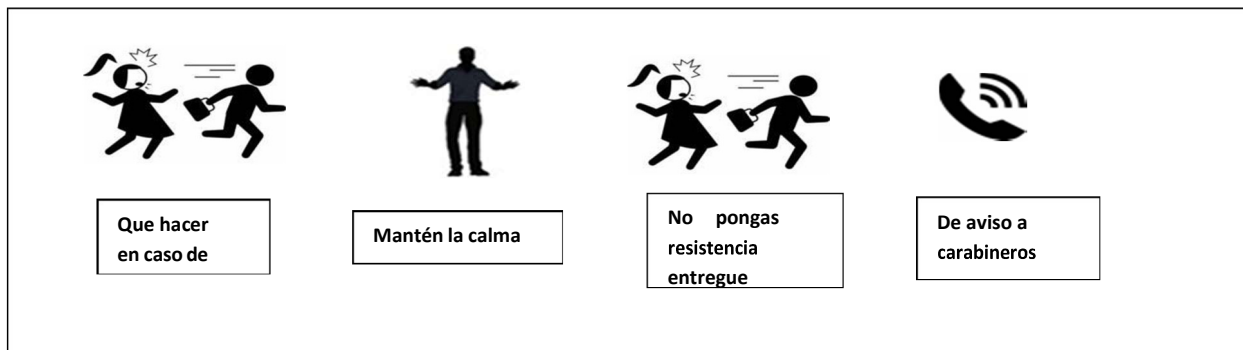 Que hacer
en caso de
Mantén la calma
No pongas
resistencia
entregue
De aviso a
carabineros